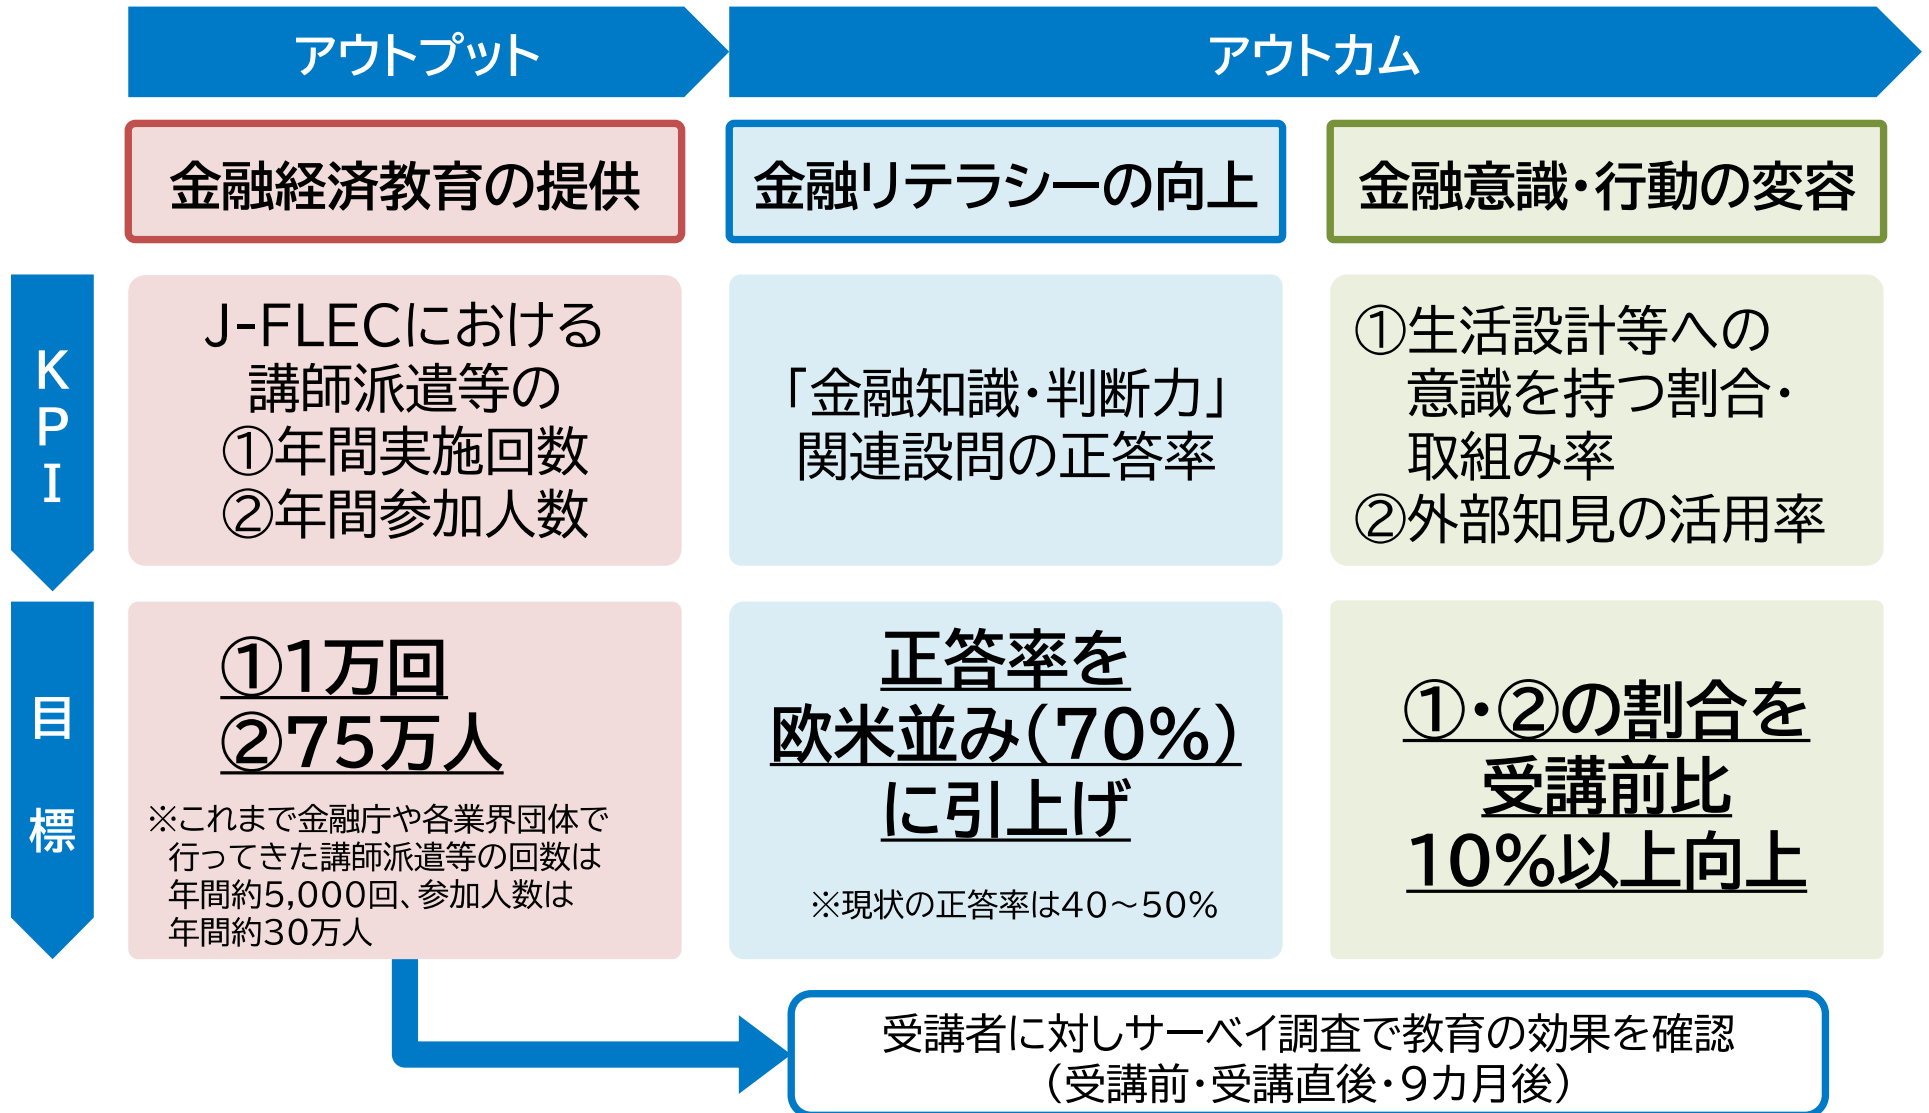 アウトプット
アウトカム
金融経済教育の提供
金融リテラシーの向上
金融意識・行動の変容
KPI
J-FLECにおける
講師派遣等の
①年間実施回数
②年間参加人数
「金融知識・判断力」
関連設問の正答率
①生活設計等への
意識を持つ割合・
取組み率
②外部知見の活用率
目標
①1万回
②75万人
※これまで金融庁や各業界団体で
行ってきた講師派遣等の回数は
年間約5,000回、参加人数は
年間約30万人
正答率を
欧米並み(70%)
に引上げ
※現状の正答率は40~50%
①・②の割合を
受講前比
10%以上向上
受講者に対しサーベイ調査で教育の効果を確認
(受講前・受講直後・9カ月後)